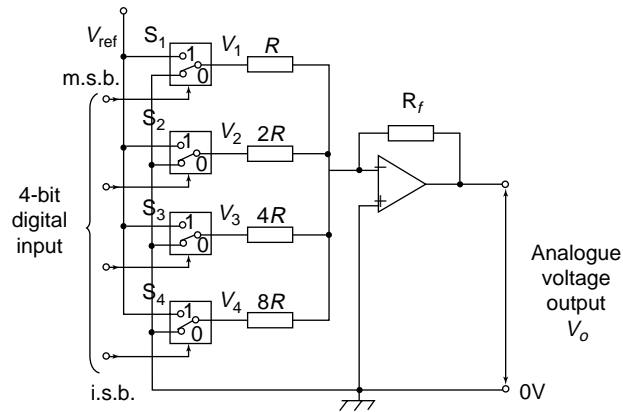 V_ref
m.s.b.
4-bit
digital
input
i.s.b.
S_1
1
0
V_1
R
S_2
1
0
V_2
2R
S_3
1
0
V_3
4R
S_4
1
0
V_4
8R
R_f
−
+
Analogue
voltage
output
V_o
0V